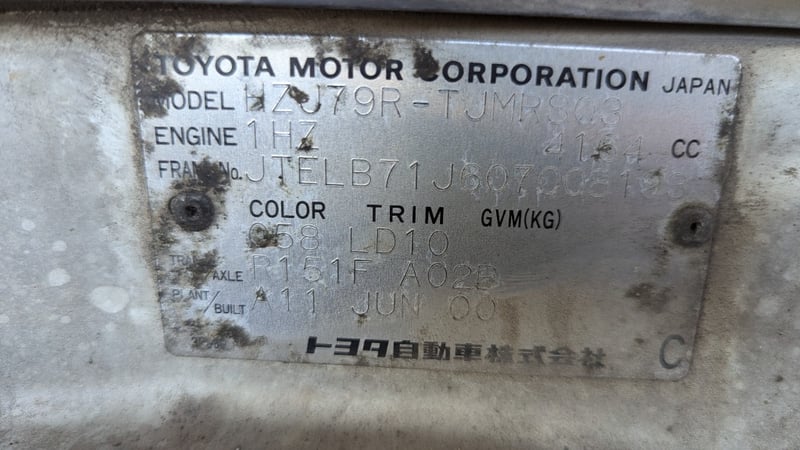 TOYOTA MOTOR CORPORATION JAPAN
MODEL HZJ79R-TJMRS03
ENGINE 1HZ 4164 CC
FRAME No.
COLOR TRIM GVM(KG)
058 LD10
TRANS/AXLE R151F A02B
PLANT/BUILT A11 JUN 00
トヨタ自動車株式会社 C